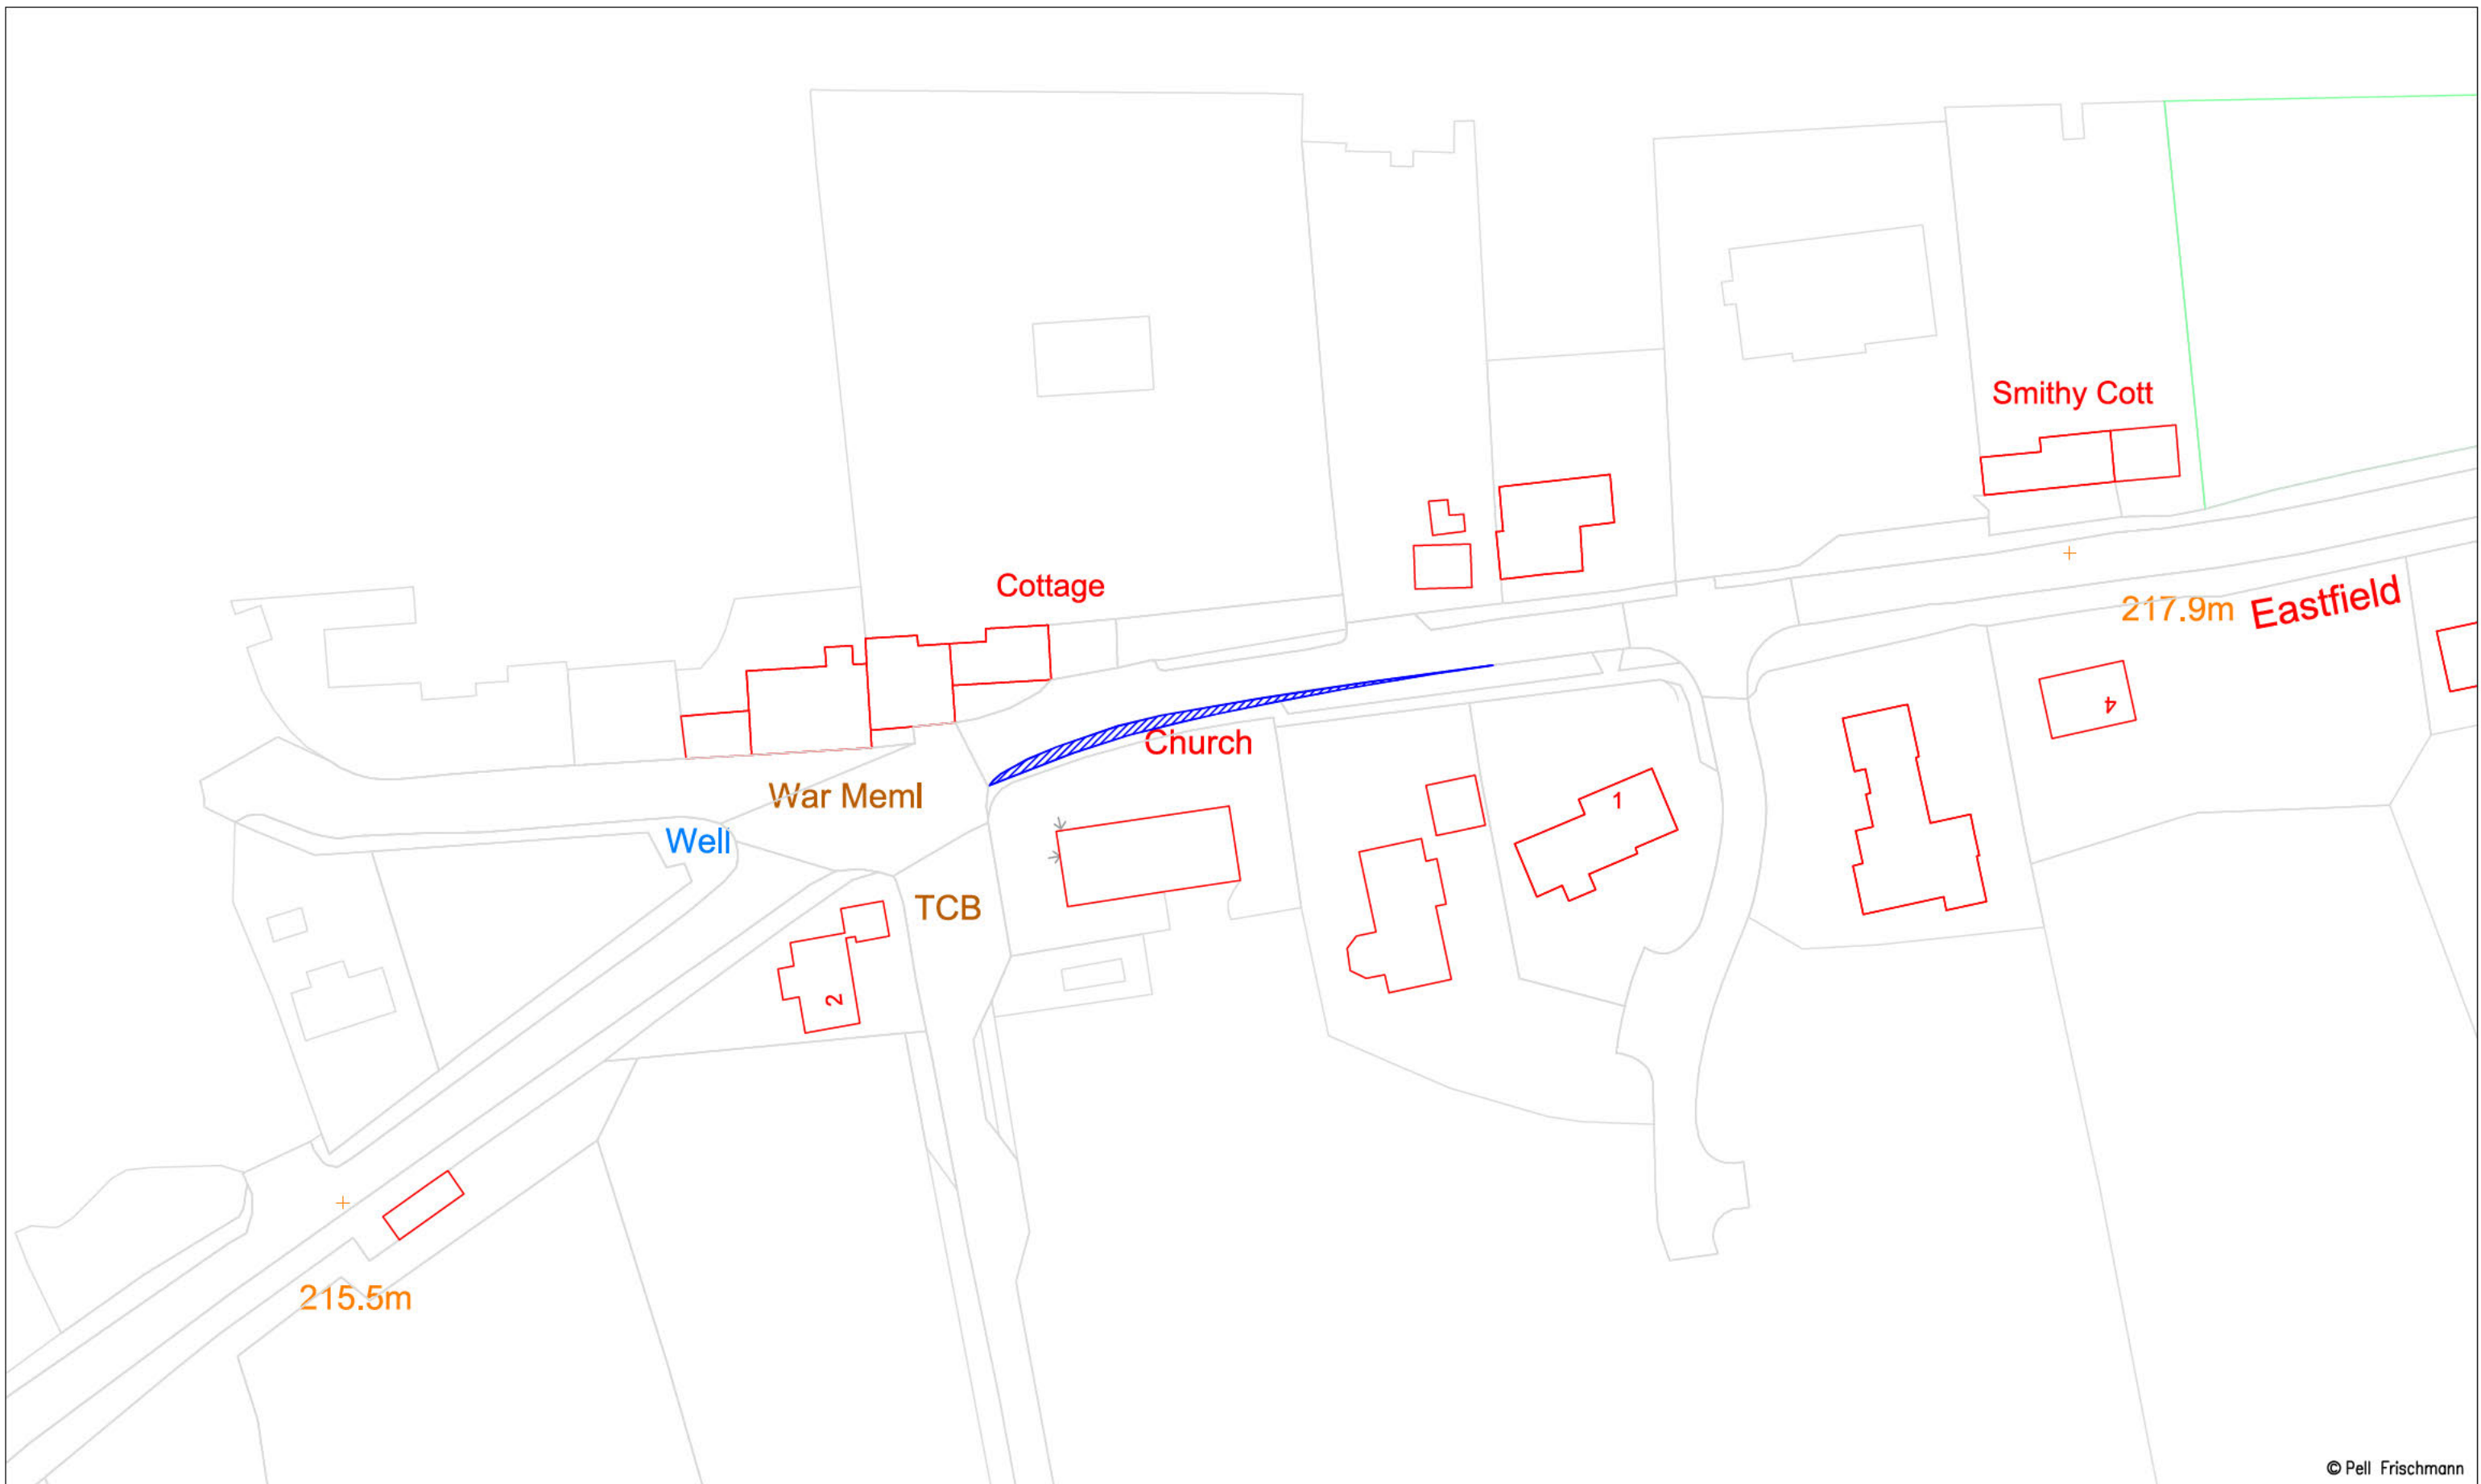 Smithy Cott
Cottage
217.9m
Eastfield
4
Church
War Meml
1
Well
TCB
2
215.5m
© Pell Frischmann